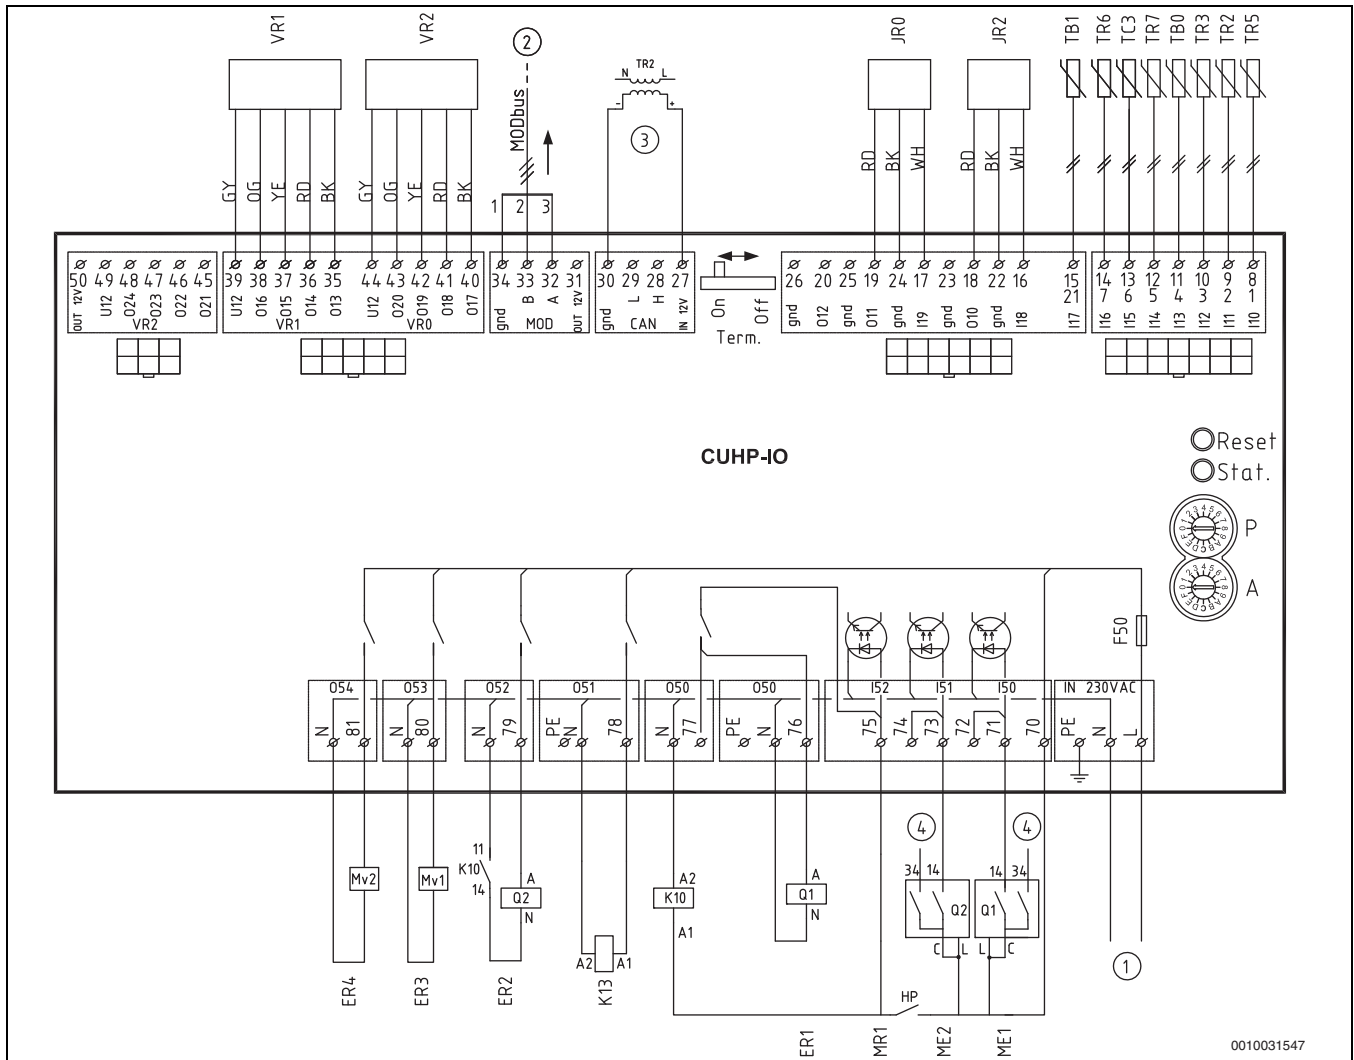 VR1 VR2 2 JR0 JR2 TB1 TR6 TC3 TR7 TB0 TR3 TR2 TR5
TR2
N L
- +
3
MODbus
GY OG YE RD BK GY OG YE RD BK
1 2 3
RD BK WH RD BK WH
50 49 48 47 46 45 39 38 37 36 35 44 43 42 41 40 34 33 32 31 30 29 28 27 26 20 25 19 24 17 23 18 22 16 15 14 13 12 11 10 9 8
21 7 6 5 4 3 2 1
OUT 12V U12 O24 O23 O22 O21
VR2
U12 O16 O15 O14 O13
VR1
U12 O20 O19 O18 O17
VR0
gnd B A OUT 12V
MOD
gnd L H IN 12V
CAN
On Off
Term.
gnd O12 gnd O11 gnd I19 gnd O10 gnd I18
I17 I16 I15 I14 I13 I12 I11 I10
CUHP-IO
Reset
Stat.
P
0123456789ABCDEF
A
0123456789ABCDEF
F50
O54 O53 O52 O51 O50 O50 I52 I51 I50 IN 230VAC
N 81 N 80 N 79 PE N 78 N 77 PE N 76 75 74 73 72 71 70 PE N L
4 4
11
K10
14
Mv2 Mv1
A
Q2
N
A2
K10
A1
A
Q1
N
34 14 14 34
Q2 Q1
C L L C
A2 A1
1
HP
ER4 ER3 ER2 K13 ER1 MR1 ME2 ME1
0010031547